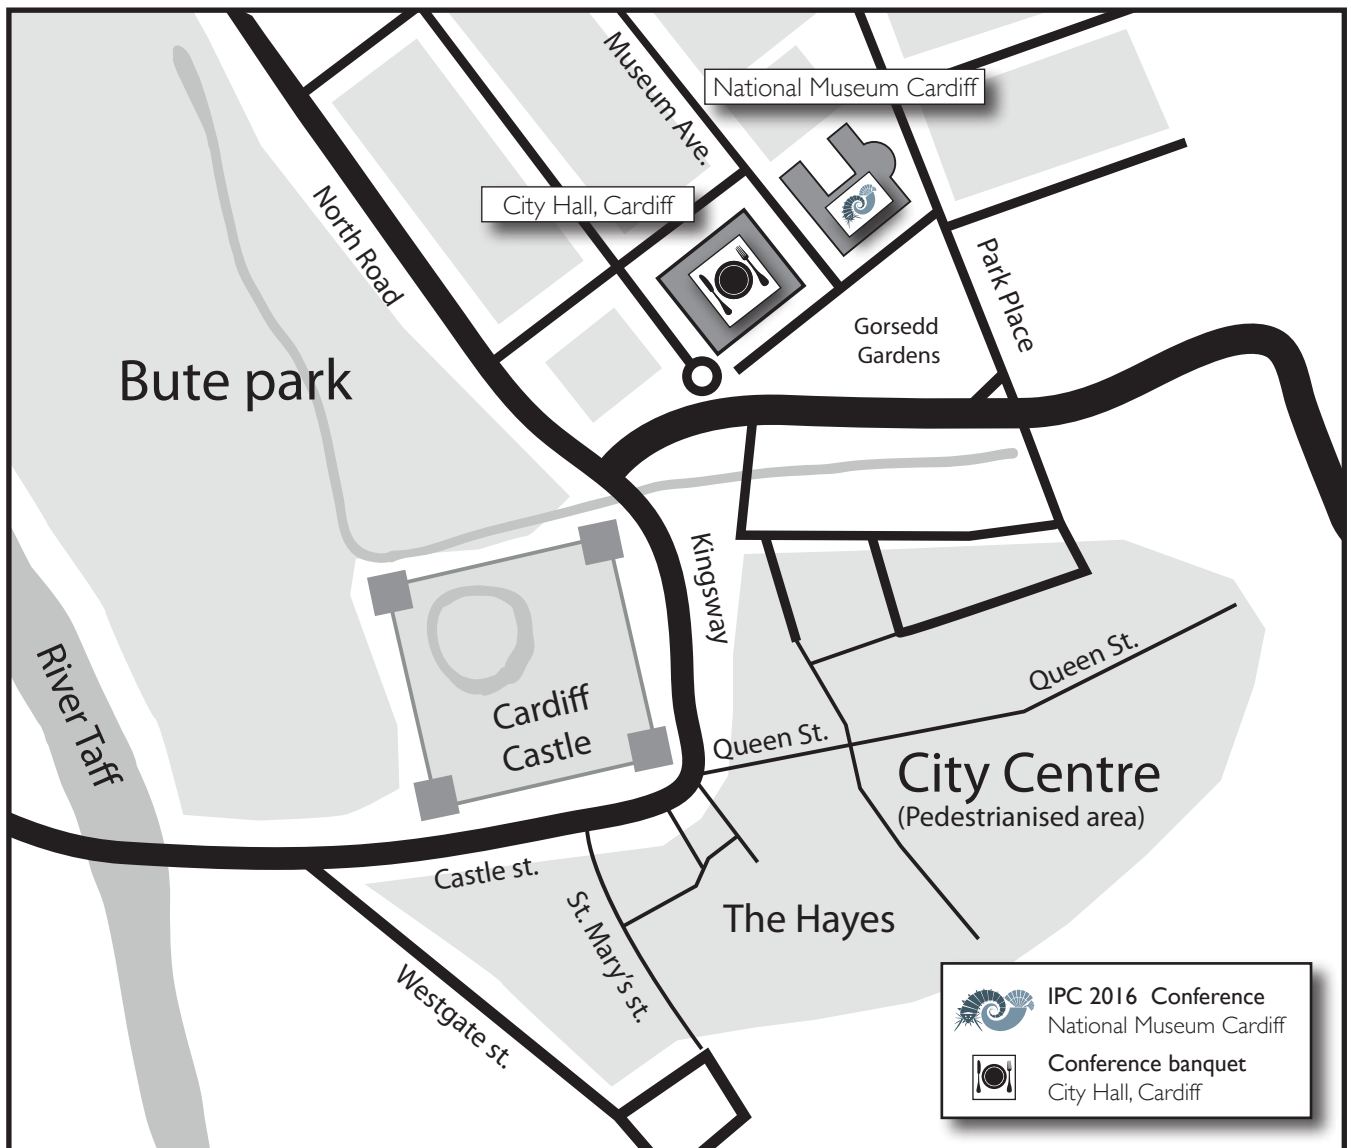 Museum Ave.
National Museum Cardiff
City Hall, Cardiff
North Road
Park Place
Gorsedd
Gardens
Bute park
Kingsway
River Taff
Cardiff
Castle
Queen St.
Queen St.
City Centre
(Pedestrianised area)
Castle st.
St. Mary's st.
The Hayes
Westgate st.
IPC 2016 Conference
National Museum Cardiff
Conference banquet
City Hall, Cardiff